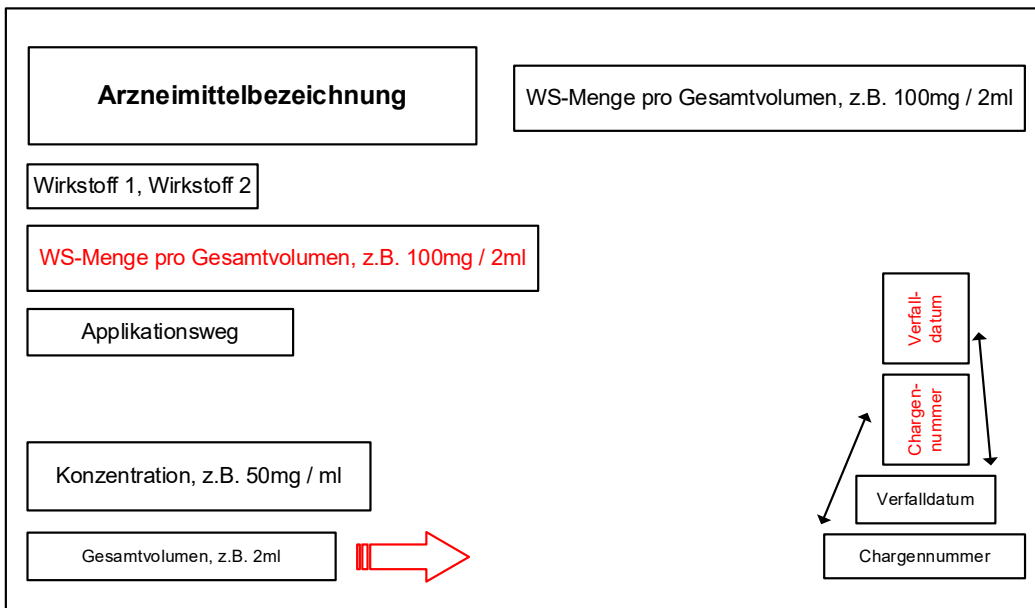 Arzneimittelbezeichnung
WS-Menge pro Gesamtvolumen, z.B. 100mg / 2ml
Wirkstoff 1, Wirkstoff 2
WS-Menge pro Gesamtvolumen, z.B. 100mg / 2ml
Applikationsweg
Verfall-
datum
Chargen-
nummer
Konzentration, z.B. 50mg / ml
Verfalldatum
Gesamtvolumen, z.B. 2ml
Chargennummer